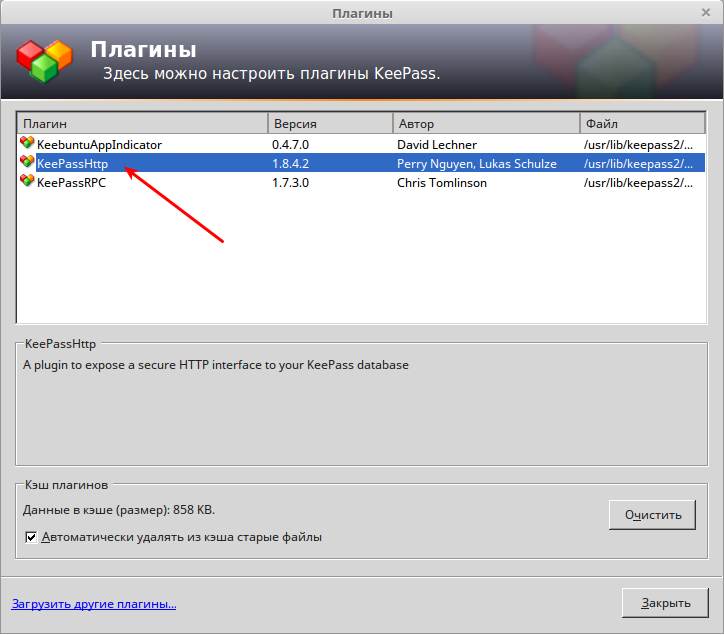 Плагины
Плагины
Здесь можно настроить плагины KeePass.
Плагин Версия Автор Файл
KeebuntuAppIndicator 0.4.7.0 David Lechner /usr/lib/keepass2/...
KeePassHttp 1.8.4.2 Perry Nguyen, Lukas Schulze /usr/lib/keepass2/...
KeePassRPC 1.7.3.0 Chris Tomlinson /usr/lib/keepass2/...
KeePassHttp
A plugin to expose a secure HTTP interface to your KeePass database
Кэш плагинов
Данные в кэше (размер): 858 KB.
Очистить
Автоматически удалять из кэша старые файлы
Загрузить другие плагины...
Закрыть